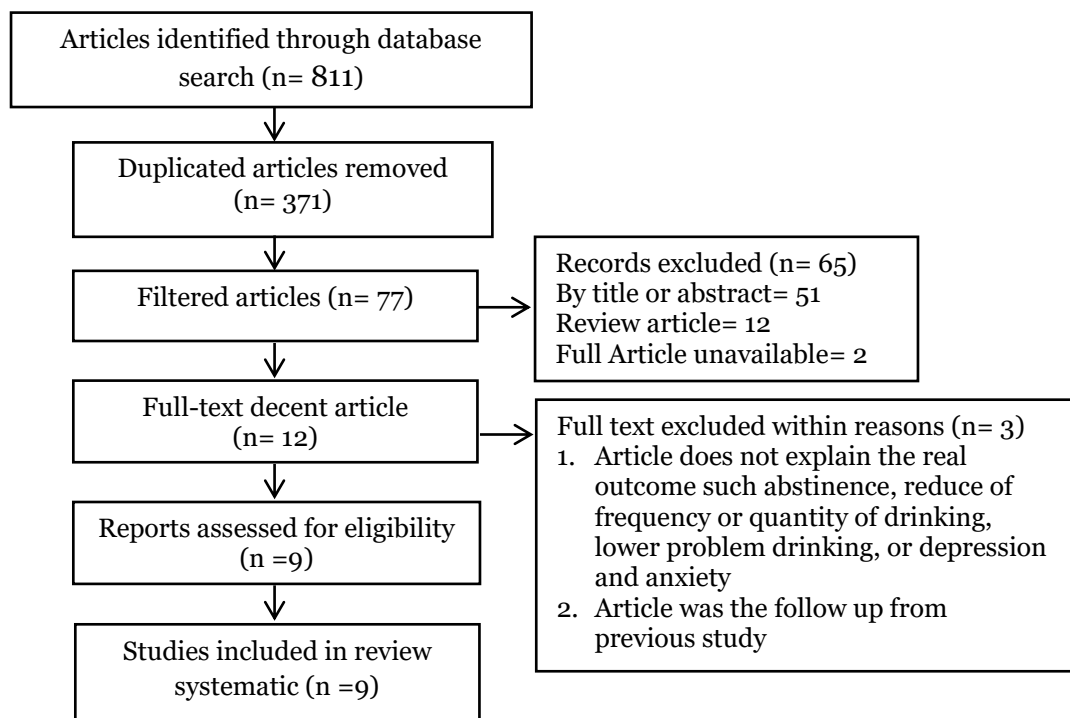 Articles identified through database
search (n= 811)
Duplicated articles removed
(n= 371)
Filtered articles (n= 77)
Records excluded (n= 65)
By title or abstract= 51
Review article= 12
Full Article unavailable= 2
Full-text decent article
(n= 12)
Full text excluded within reasons (n= 3)
1. Article does not explain the real
outcome such abstinence, reduce of
frequency or quantity of drinking,
lower problem drinking, or depression
and anxiety
2. Article was the follow up from
previous study
Reports assessed for eligibility
(n =9)
Studies included in review
systematic (n =9)